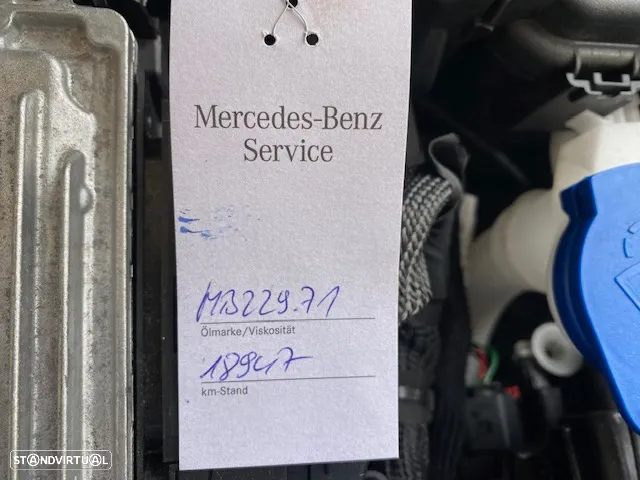 Mercedes-Benz
Service
MB229.71
Ölmarke/Viskosität
18947
km-Stand
STANDVIRTUAL